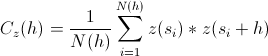 C_z(h) = \frac{1}{N(h)} \sum_{i=1}^{N(h)} z(s_i) * z(s_i + h)